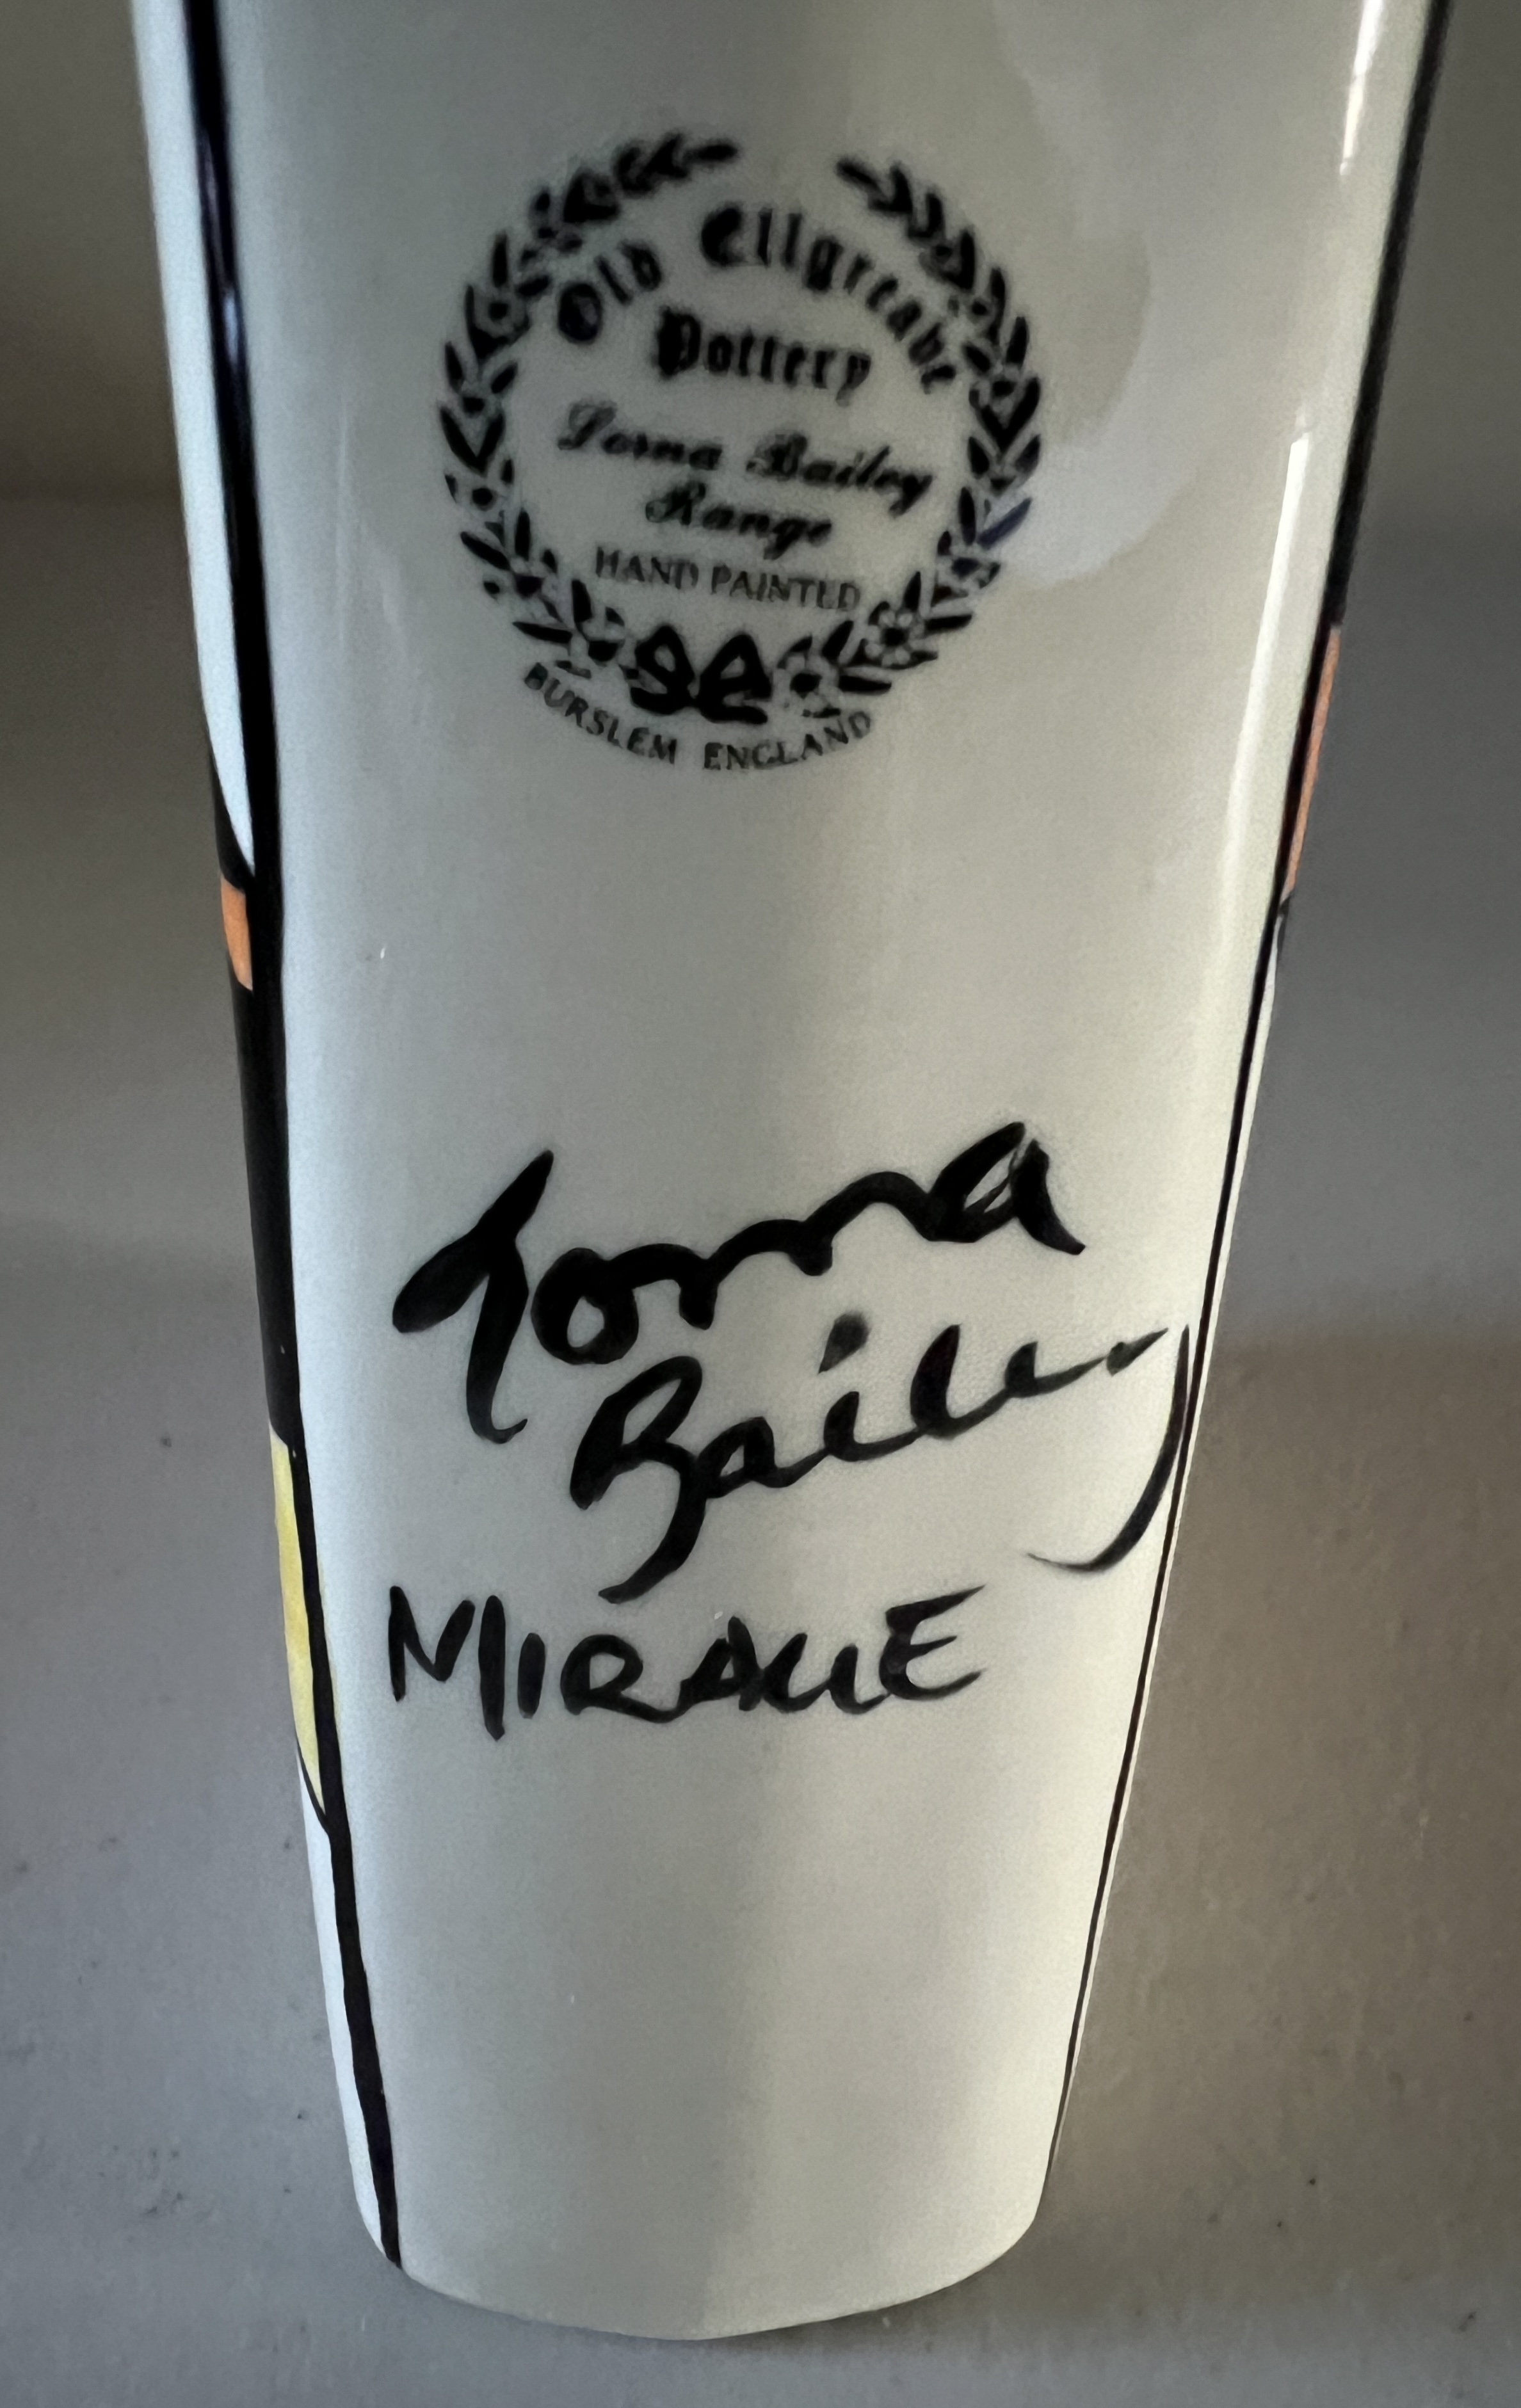 Old Ellgreave
Pottery
Lorna Bailey
Range
HAND PAINTED
BURSLEM ENGLAND
Lorna
Bailey
MIRAGE